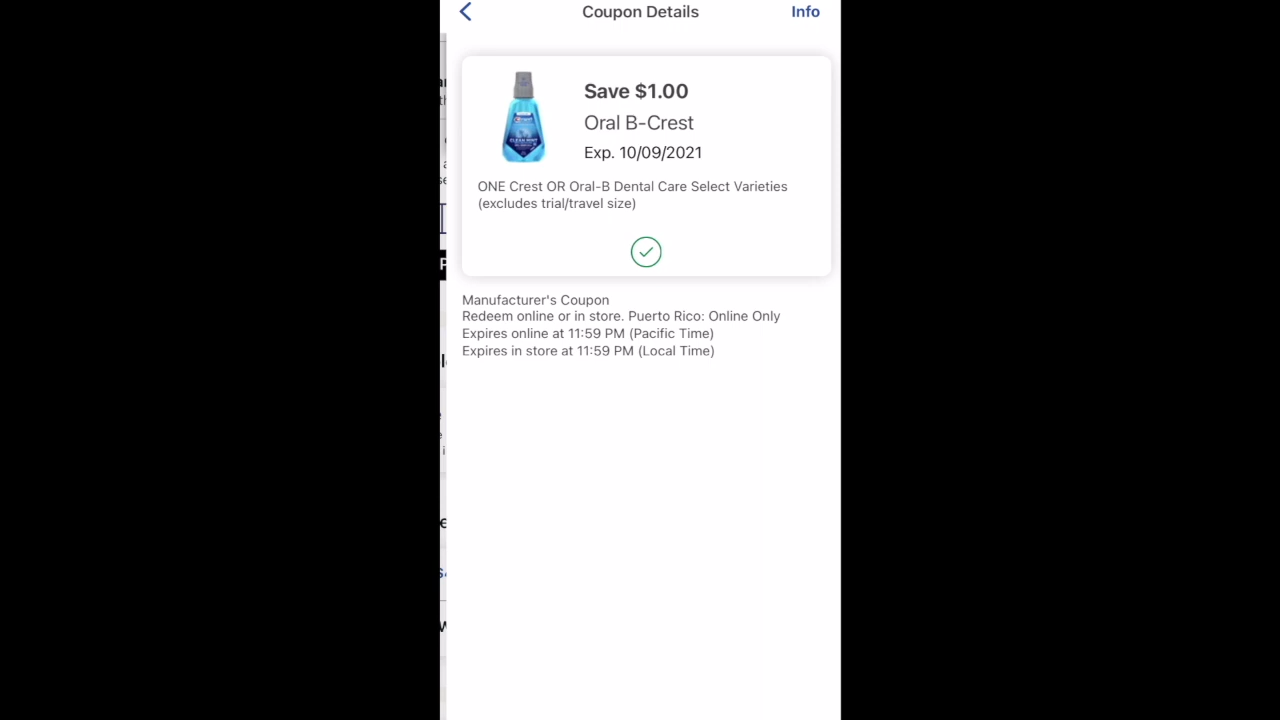 Coupon Details
Info
Save $1.00
Oral B-Crest
Exp. 10/09/2021
ONE Crest OR Oral-B Dental Care Select Varieties
(excludes trial/travel size)
Manufacturer's Coupon
Redeem online or in store. Puerto Rico: Online Only
Expires online at 11:59 PM (Pacific Time)
Expires in store at 11:59 PM (Local Time)